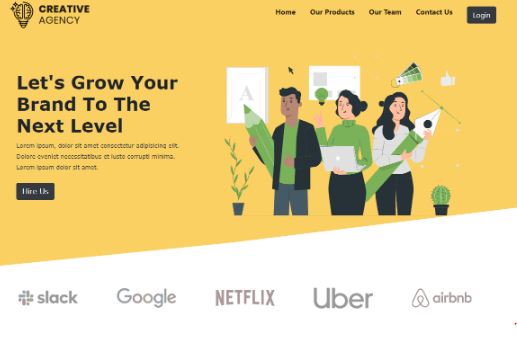 CREATIVE
AGENCY
Home Our Products Our Team Contact Us Login
A
Let's Grow Your
Brand To The
Next Level
Lorem ipsum, dolor sit amet consectetur adipisicing elit.
Dolore eveniet necessitatibus et iusto corrupti minima.
Lorem ipsum dolor sit amet.
Hire Us
slack Google NETFLIX Uber airbnb